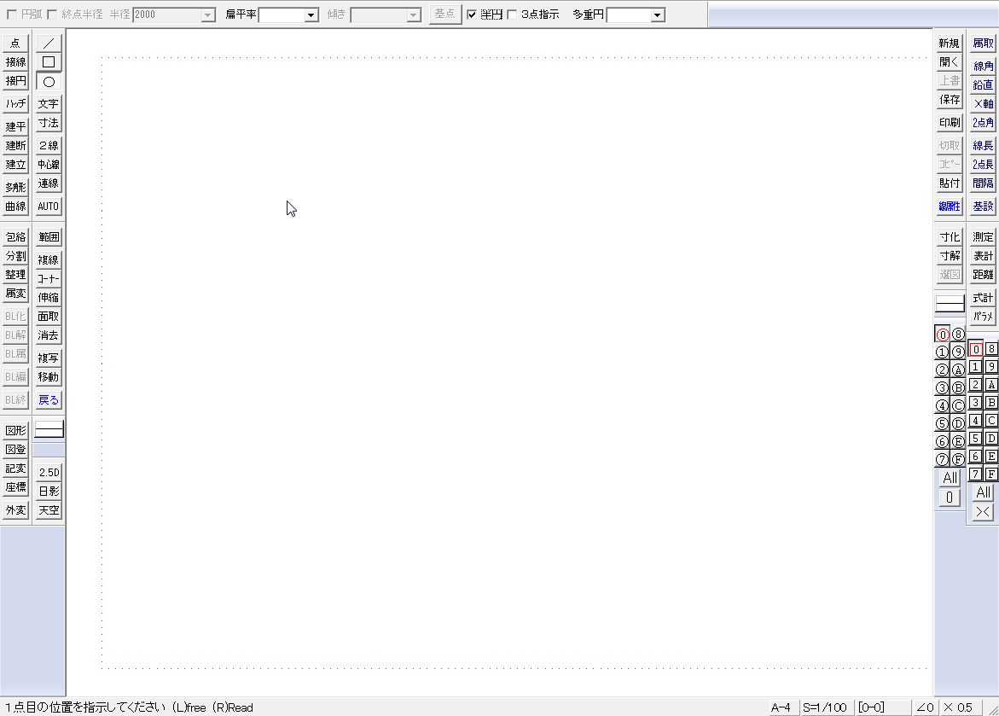 円弧 終点半径 半径 2000 扁平率 傾き 基点 半円 3点指示 多重円
点 ／
接線 □
接円 ○
ハッチ 文字
建平 寸法
建断 2線
建立 中心線
多角形 連線
曲線 AUTO
包絡 範囲
分割 複線
整理 コーナー
属変 伸縮
BL化 面取
BL解 消去
BL属 複写
BL編 移動
BL終 戻る
図形
図登
記変 2.5D
座標 日影
外変 天空
新規 属取
開く 線角
上書 鉛直
保存 ×軸
印刷 2点角
切取 線長
コピー 2点長
貼付 間隔
線属性 基設
寸化 測定
寸解 表計
選図 距離
式計
パラメ
0 8 0 8
1 9 1 9
2 A 2 A
3 B 3 B
4 C 4 C
5 D 5 D
6 E 6 E
7 F 7 F
All All
0 ×
1点目の位置を指示してください (L)free (R)Read A-4 S=1/100 [0-0] ∠0 × 0.5